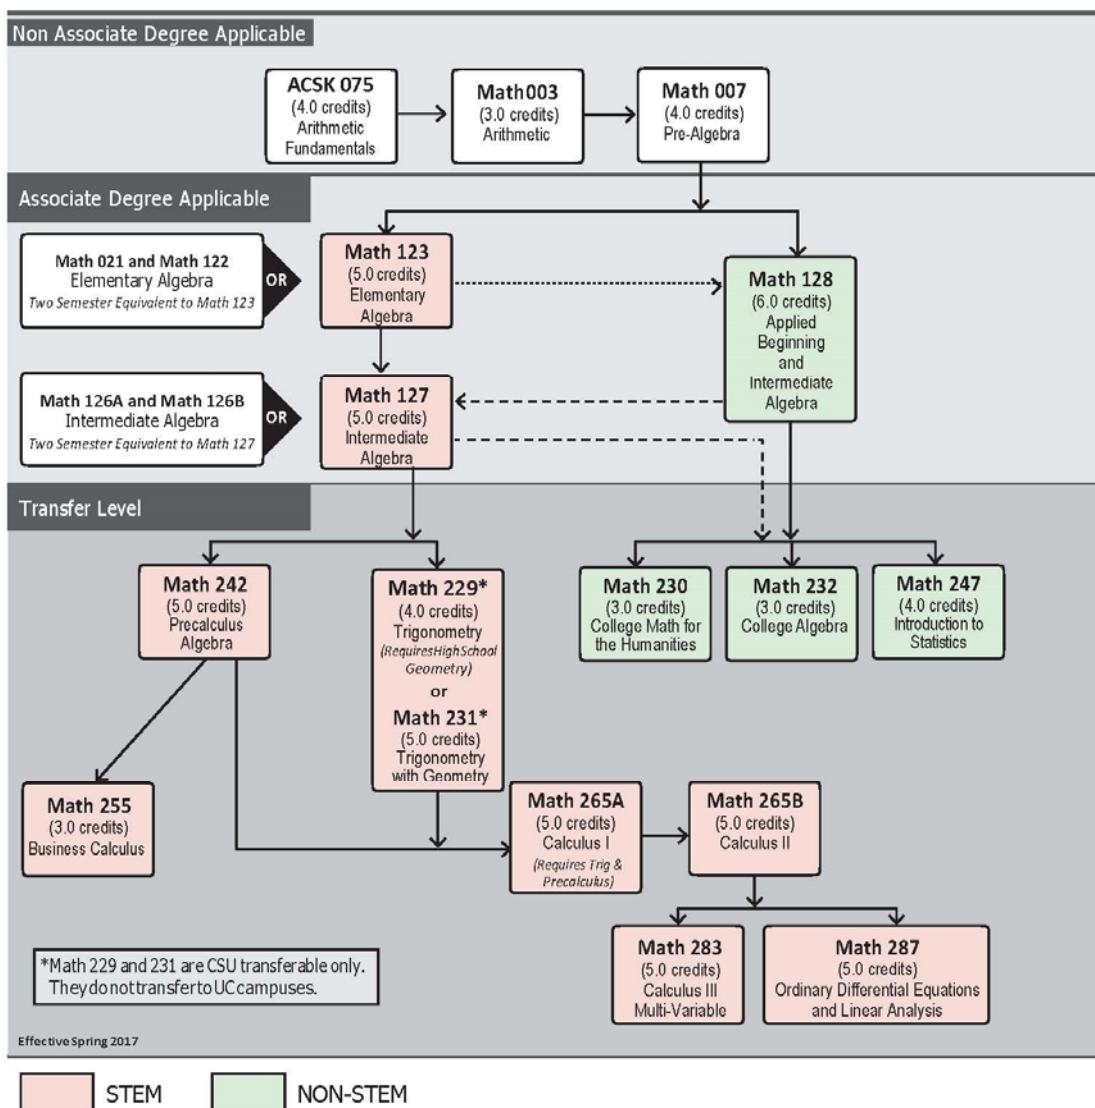 Non Associate Degree Applicable
ACSK 075
(4.0 credits)
Arithmetic
Fundamentals
Math003
(3.0 credits)
Arithmetic
Math 007
(4.0 credits)
Pre-Algebra
Associate Degree Applicable
Math 021 and Math 122
Elementary Algebra
Two Semester Equivalent to Math 123
OR
Math 123
(5.0 credits)
Elementary
Algebra
Math 128
(6.0 credits)
Applied
Beginning
and
Intermediate
Algebra
Math 126A and Math 126B
Intermediate Algebra
Two Semester Equivalent to Math 127
OR
Math 127
(5.0 credits)
Intermediate
Algebra
Transfer Level
Math 242
(5.0 credits)
Precalculus
Algebra
Math 229*
(4.0 credits)
Trigonometry
(RequiresHighSchool
Geometry)
or
Math 231*
(5.0 credits)
Trigonometry
with Geometry
Math 230
(3.0 credits)
College Math for
the Humanities
Math 232
(3.0 credits)
College Algebra
Math 247
(4.0 credits)
Introduction to
Statistics
Math 255
(3.0 credits)
Business Calculus
Math 265A
(5.0 credits)
Calculus I
(Requires Trig &
Precalculus)
Math 265B
(5.0 credits)
Calculus II
Math 283
(5.0 credits)
Calculus III
Multi-Variable
Math 287
(5.0 credits)
Ordinary Differential Equations
and Linear Analysis
*Math 229 and 231 are CSU transferable only.
They do not transfer to UC campuses.
Effective Spring 2017
STEM
NON-STEM